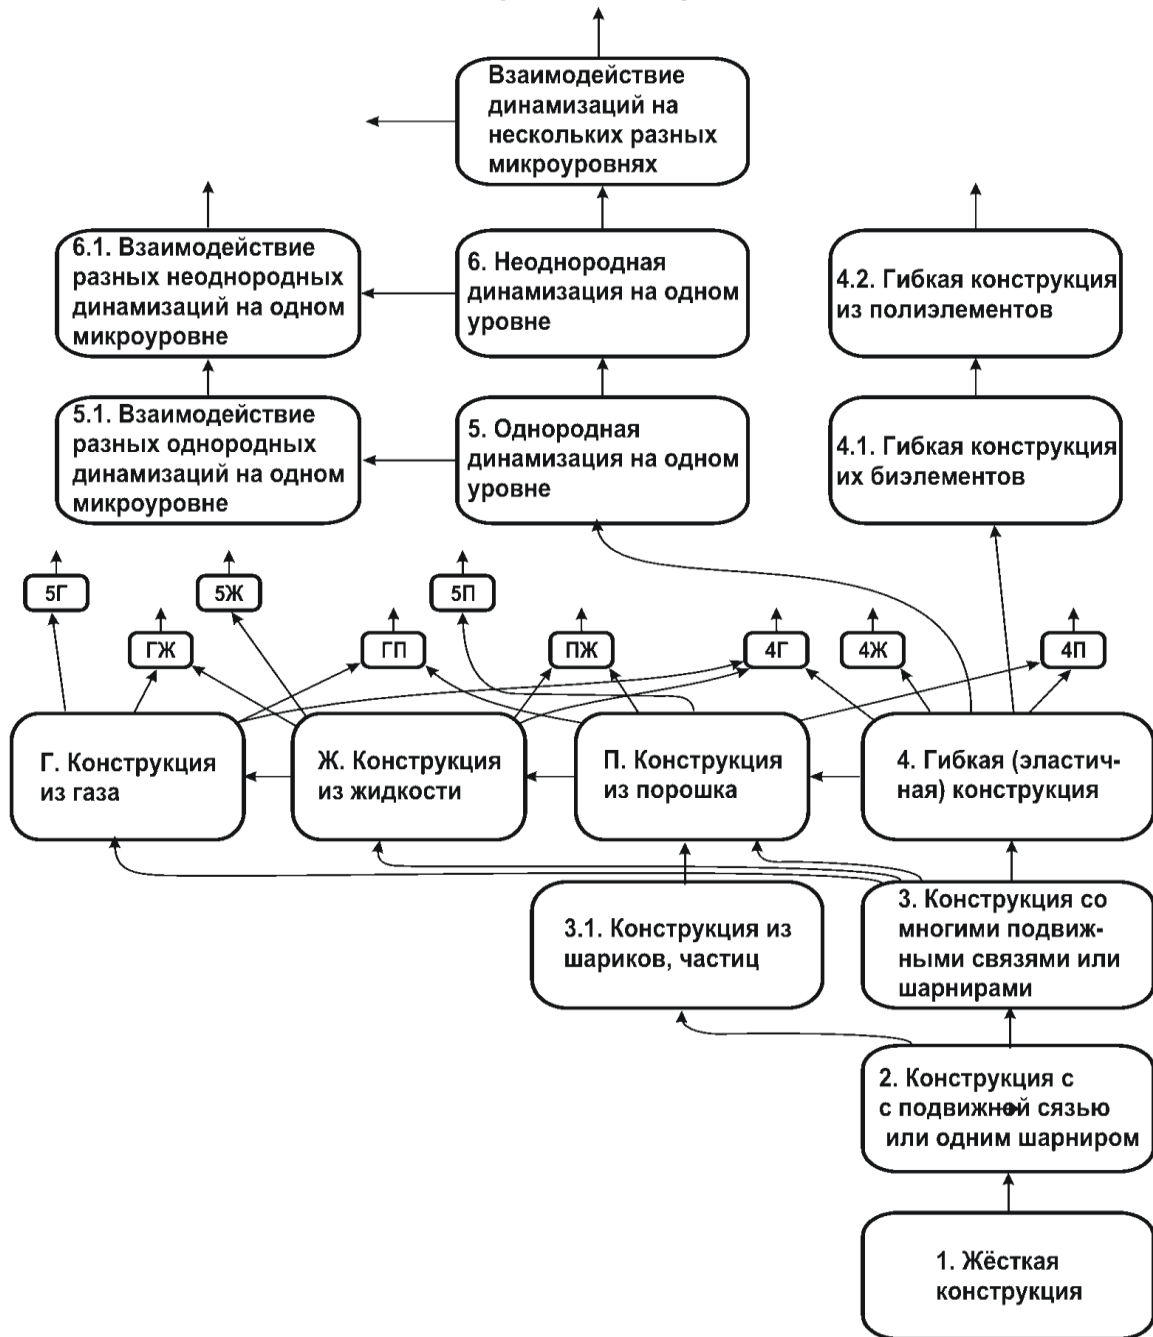 Взаимодействие
динамизаций на
нескольких разных
микроуровнях
6.1. Взаимодействие
разных неоднородных
динамизаций на одном
микроуровне
6. Неоднородная
динамизация на одном
уровне
4.2. Гибкая конструкция
из полиэлементов
5.1. Взаимодействие
разных однородных
динамизаций на одном
микроуровне
5. Однородная
динамизация на одном
уровне
4.1. Гибкая конструкция
их биэлементов
5Г
5Ж
5П
ГЖ
ГП
ПЖ
4Г
4Ж
4П
Г. Конструкция
из газа
Ж. Конструкция
из жидкости
П. Конструкция
из порошка
4. Гибкая (эластич-
ная) конструкция
3.1. Конструкция из
шариков, частиц
3. Конструкция со
многими подвиж-
ными связями или
шарнирами
2. Конструкция с
с подвижной сязью
или одним шарниром
1. Жёсткая
конструкция